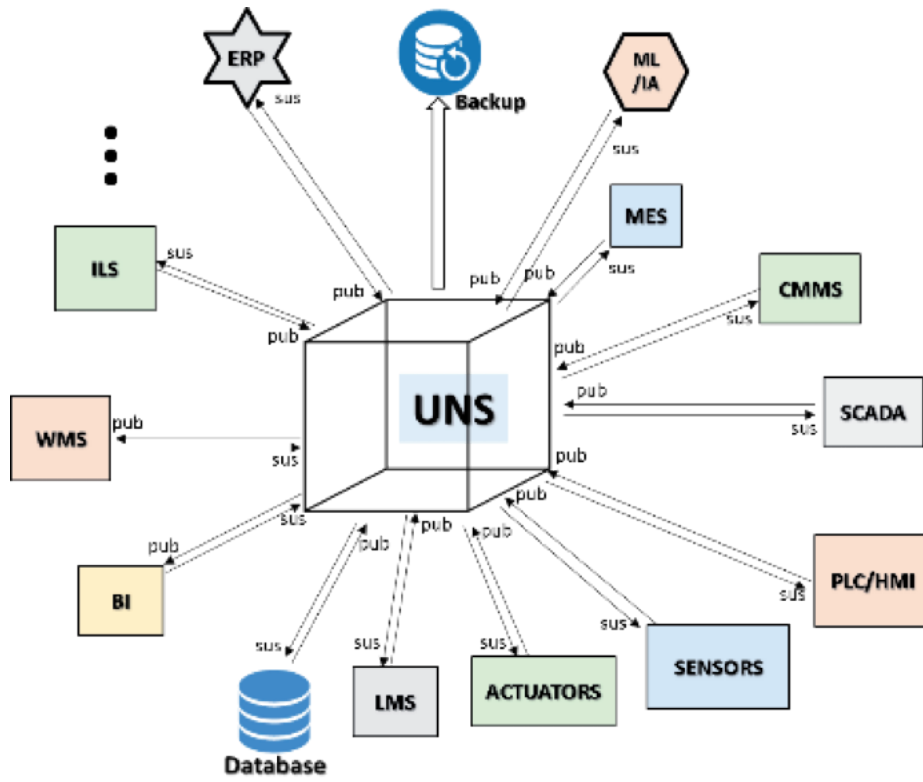 ERP
sus
Backup
ML
/IA
sus
MES
sus
ILS
sus
pub
pub
pub
pub
CMMS
sus
pub
UNS
pub
SCADA
sus
WMS
pub
sus
pub
PLC/HMI
sus
BI
pub
sus
pub
pub
pub
pub
sus
sus
sus
sus
Database
LMS
ACTUATORS
SENSORS